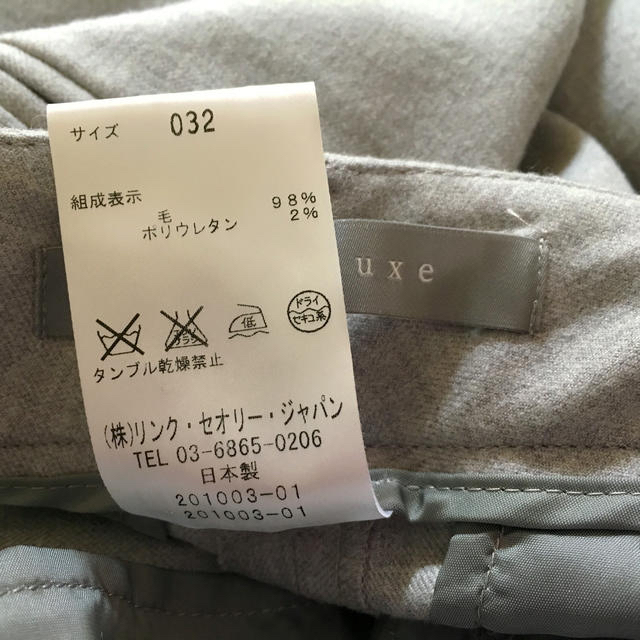 サイズ 032
組成表示
毛 98%
ポリウレタン 2%
uxe
低
ドライ
セキユ系
タンブル乾燥禁止
(株)リンク・セオリー・ジャパン
TEL 03-6865-0206
日本製
201003-01
201003-01